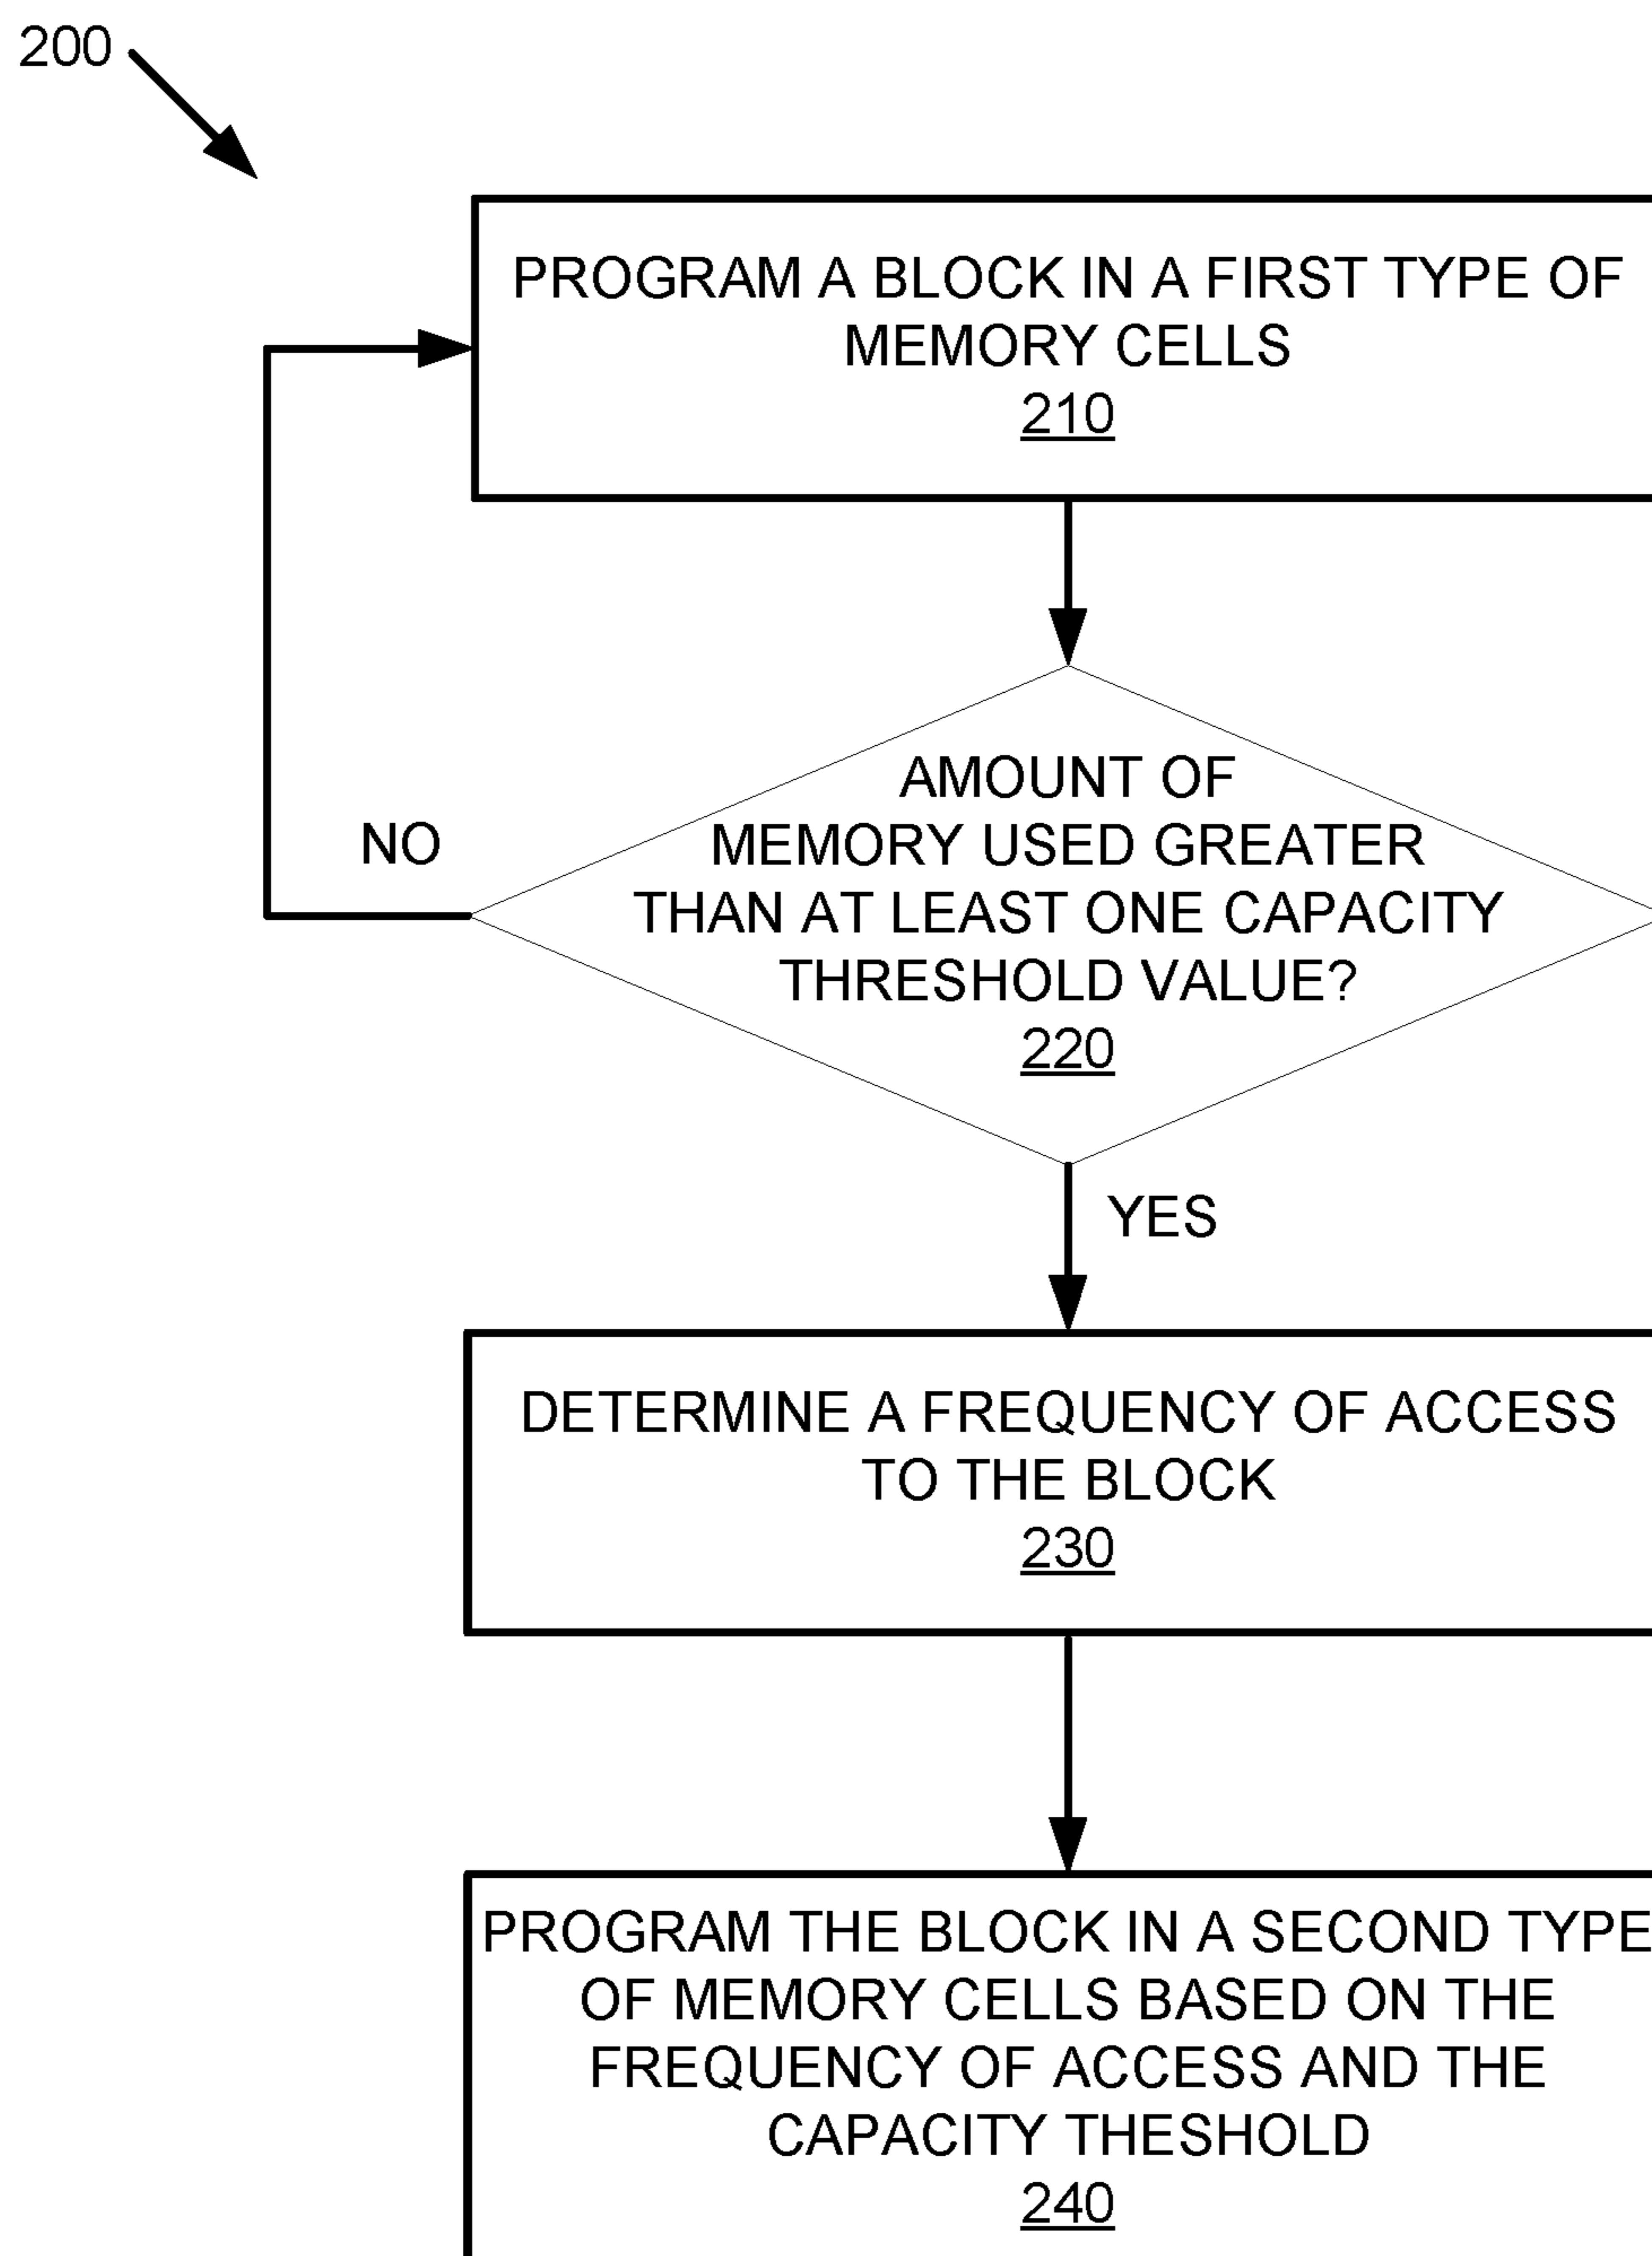 200
PROGRAM A BLOCK IN A FIRST TYPE OF
MEMORY CELLS
210
AMOUNT OF
MEMORY USED GREATER
THAN AT LEAST ONE CAPACITY
THRESHOLD VALUE?
220
NO
YES
DETERMINE A FREQUENCY OF ACCESS
TO THE BLOCK
230
PROGRAM THE BLOCK IN A SECOND TYPE
OF MEMORY CELLS BASED ON THE
FREQUENCY OF ACCESS AND THE
CAPACITY THESHOLD
240